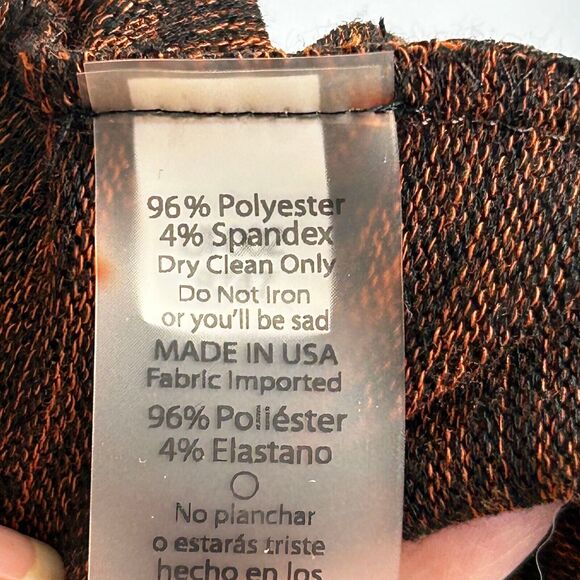 96% Polyester
4% Spandex
Dry Clean Only
Do Not Iron
or you'll be sad
MADE IN USA
Fabric Imported
96% Poliéster
4% Elastano
No planchar
o estarás triste
hecho en los